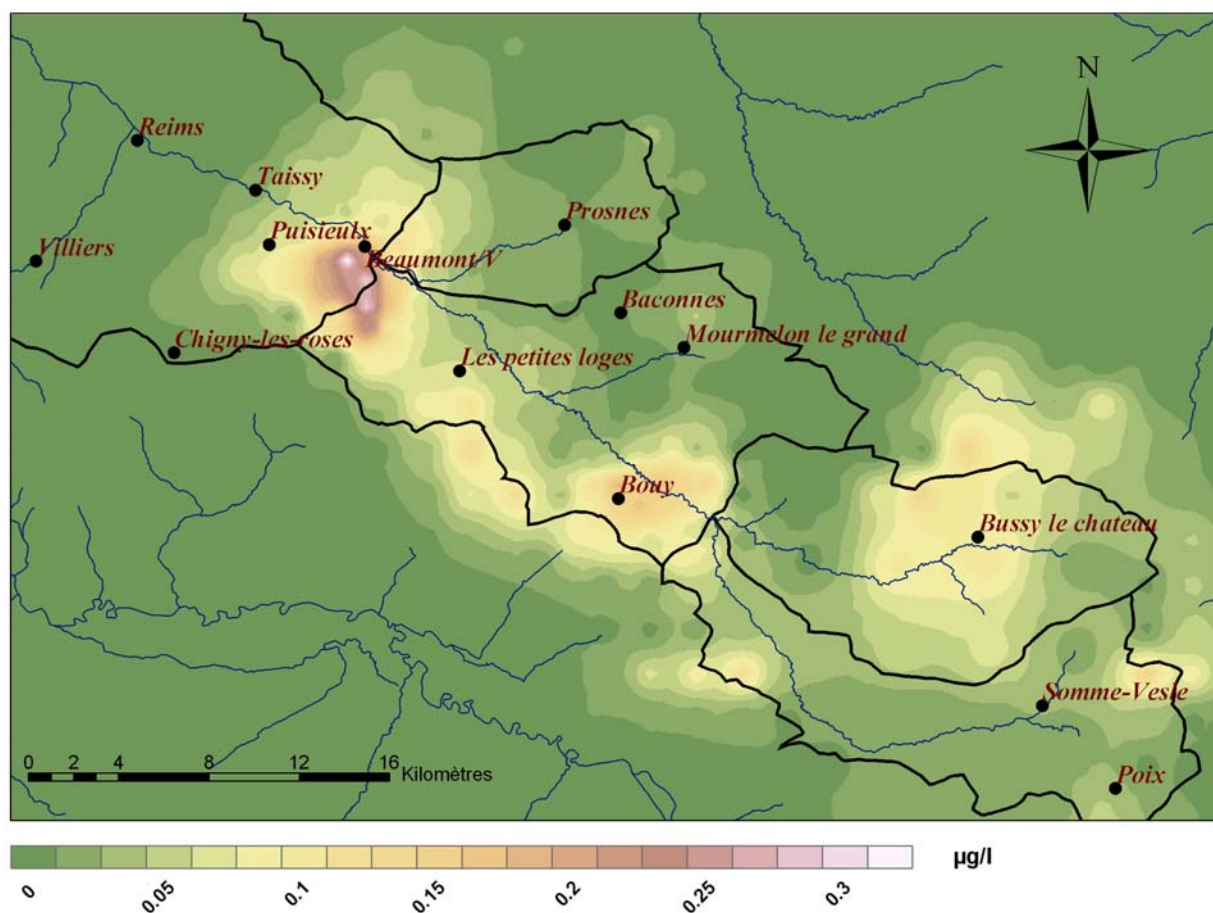 N
Reims
Taissy
Prosnes
Puisieulx
Villiers
Beaumont/V
Baconnes
Mourmelon le grand
Chigny-les-roses
Les petites loges
Bouy
Bussy le chateau
Somme-Vesle
Poix
0 2 4 8 12 16
Kilomètres
µg/l
0 0.05 0.1 0.15 0.2 0.25 0.3